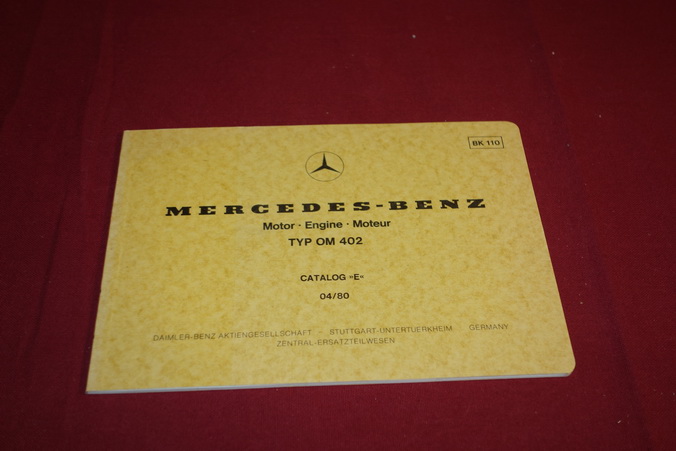 BK 110
MERCEDES-BENZ
Motor · Engine · Moteur
TYP OM 402
CATALOG «E»
04/80
DAIMLER-BENZ AKTIENGESELLSCHAFT – STUTTGART-UNTERTUERKHEIM GERMANY
ZENTRAL-ERSATZTEILWESEN